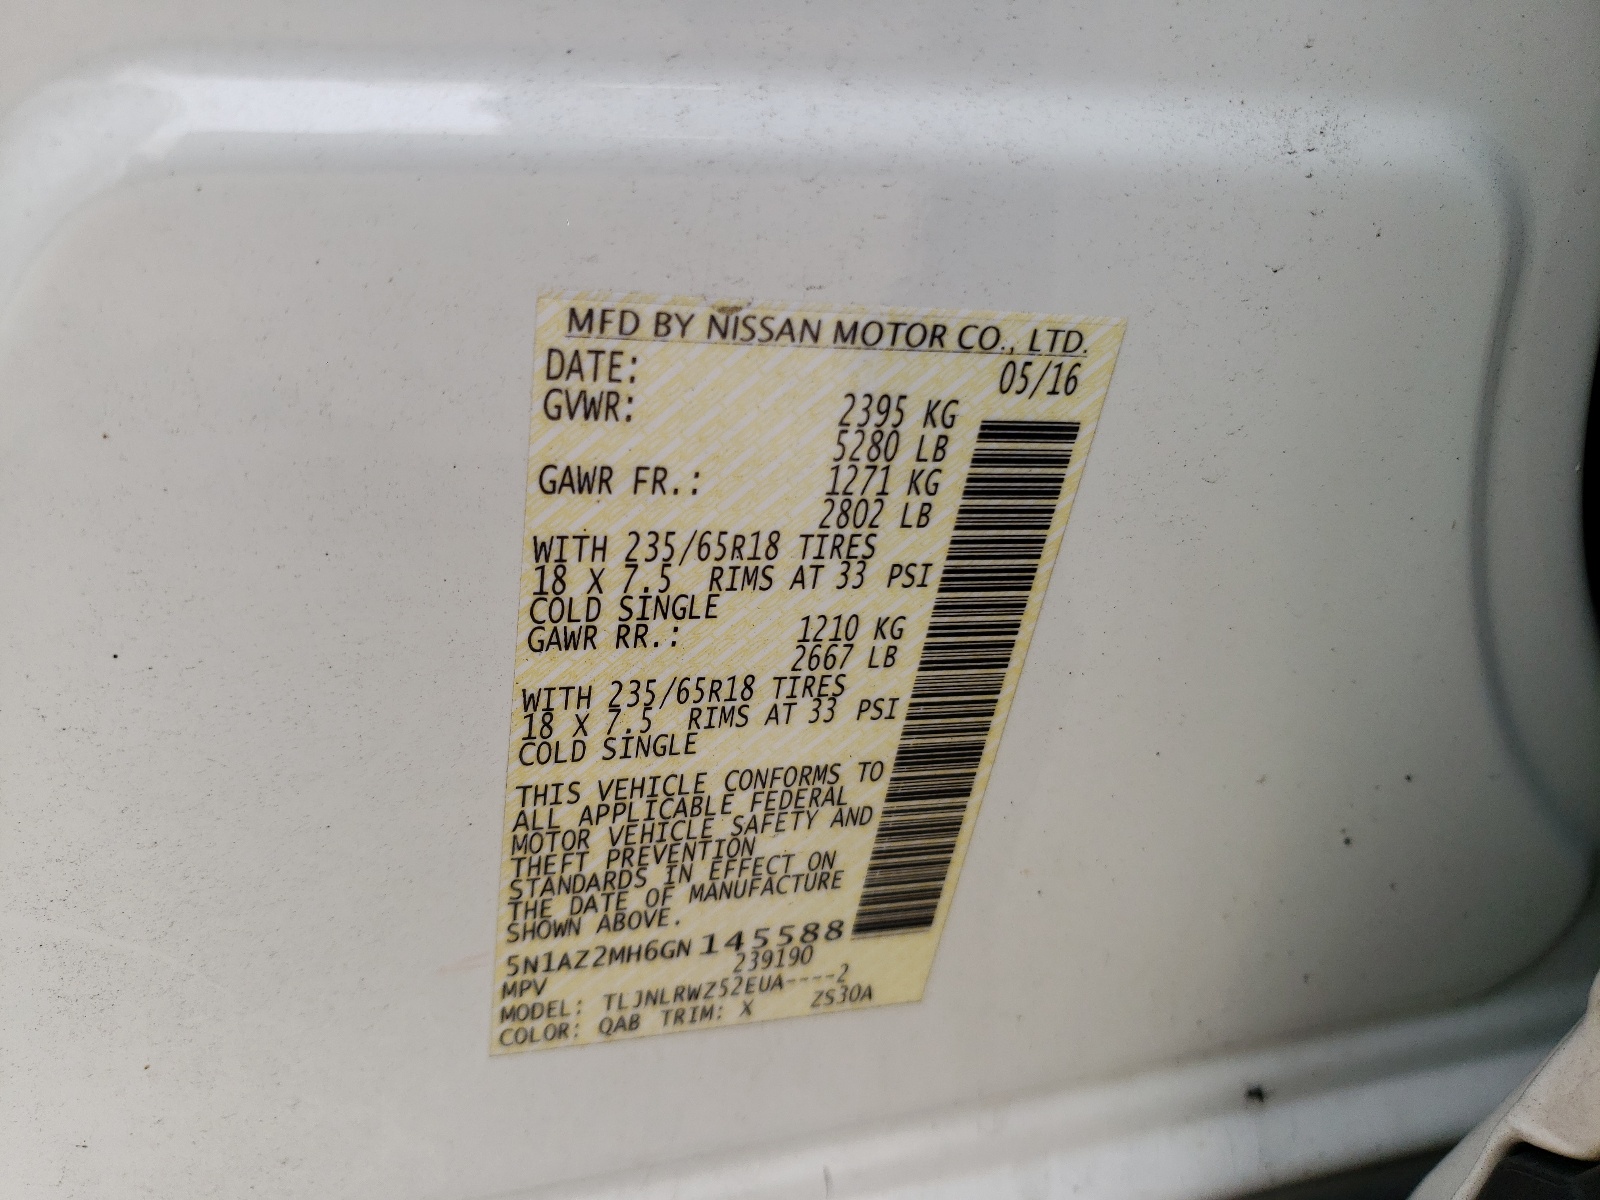 MFD BY NISSAN MOTOR CO., LTD.
DATE: 05/16
GVWR: 2395 KG
5280 LB
GAWR FR.: 1271 KG
2802 LB
WITH 235/65R18 TIRES
18 X 7.5 RIMS AT 33 PSI
COLD SINGLE
GAWR RR.: 1210 KG
2667 LB
WITH 235/65R18 TIRES
18 X 7.5 RIMS AT 33 PSI
COLD SINGLE
THIS VEHICLE CONFORMS TO
ALL APPLICABLE FEDERAL
MOTOR VEHICLE SAFETY AND
THEFT PREVENTION
STANDARDS IN EFFECT ON
THE DATE OF MANUFACTURE
SHOWN ABOVE.
5N1AZ2MH6GN145588
MPV 239190
MODEL: TLJNLRWZ52EUA----2
COLOR: QAB TRIM: X ZS30A